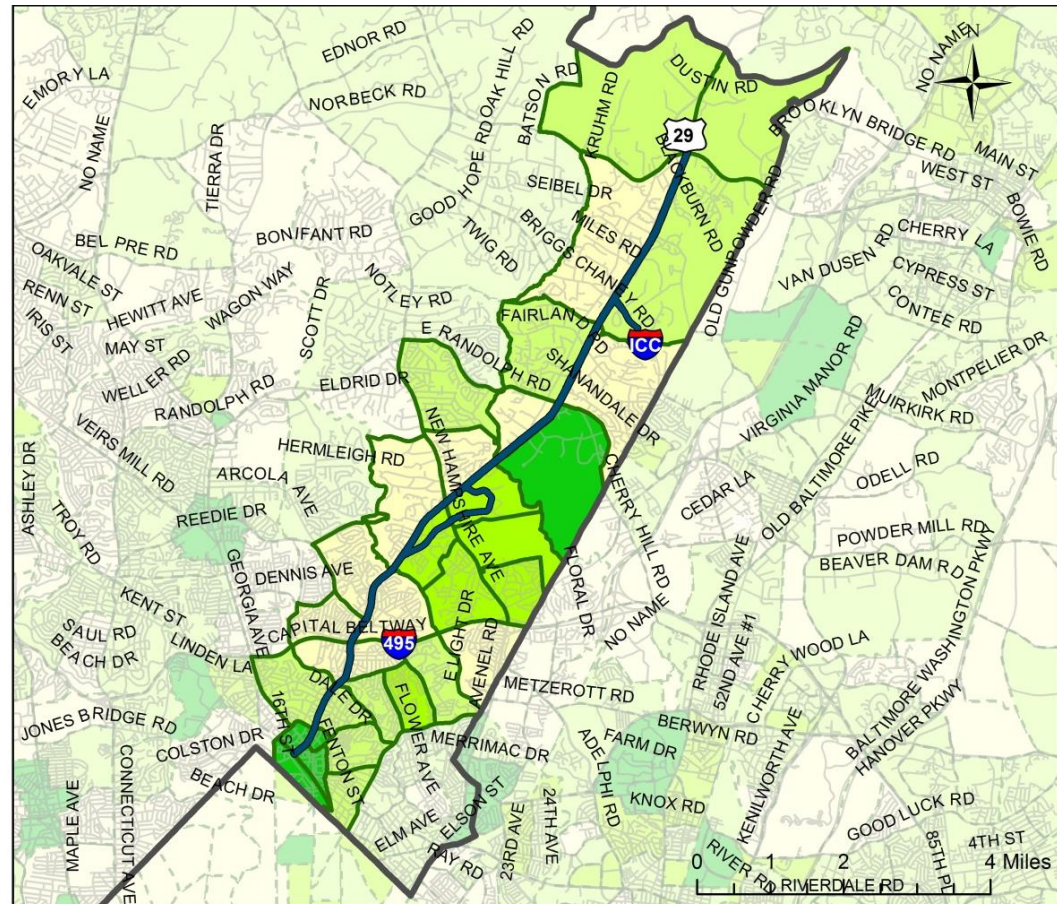 EDNOR RD
EMORY LA
NORBECK RD
OAK HILL RD
BATSON RD
KRUHM RD
DUSTIN RD
NO NAME
N
29
BROOKLYN BRIDGE RD
MAIN ST
WEST ST
NO NAME
TIERRA DR
GOOD HOPE RD
SEIBEL DR
BOWIE RD
CHERRY LA
BONIFANT RD
BEL PRE RD
TWIG RD
MILES RD
BRIGGS CHANEY RD
OLD GUNPOWDER RD
VAN DUSEN RD
CYPRESS ST
CONTEE RD
OAKVALE ST
RENN ST
IRIS ST
HEWITT AVE
WAGON WAY
SCOTT DR
NOTLEY RD
FAIRLAND RD
ICC
MAY ST
WELLER RD
E RANDOLPH RD
SHANANDALE DR
VIRGINIA MANOR RD
MONTPELIER DR
MUIRKIRK RD
RANDOLPH RD
ELDRID DR
NEW HAMPSHIRE AVE
VEIRS MILL RD
HERMLEIGH RD
CHERRY HILL RD
OLD BALTIMORE PIKE
ODELL RD
ASHLEY DR
ARCOLA AVE
CEDAR LA
TROY RD
REEDIE DR
POWDER MILL RD
BEAVER DAM RD
GEORGIA AVE
DENNIS AVE
FLORAL DR
NO NAME
RHODE ISLAND AVE
52ND AVE #1
KENT ST
SAUL RD
BEACH DR
LINDEN LA
CAPITAL BELTWAY
495
E LIGHT DR
AVENEL RD
METZEROTT RD
CHERRY WOOD LA
BALTIMORE WASHINGTON PKWY
HANOVER PKWY
JONES BRIDGE RD
COLSTON DR
16TH ST
DALE DR
FENTON ST
FLOWER AVE
MERRIMAC DR
BERWYN RD
FARM DR
ADELPHI RD
KENILWORTH AVE
BEACH DR
MAPLE AVE
CONNECTICUT AVE
ELM AVE
ELSON ST
RAY RD
23RD AVE
24TH AVE
KNOX RD
GOOD LUCK RD
RIVER RD
RIVERDALE RD
85TH PL
4TH ST
0 1 2 4 Miles